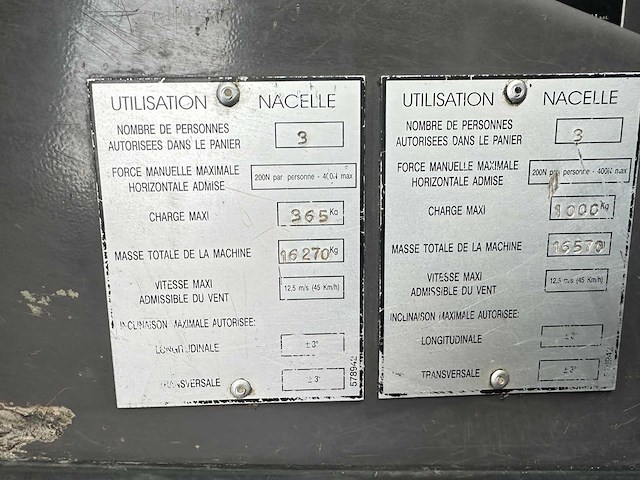 UTILISATION NACELLE
NOMBRE DE PERSONNES
AUTORISEES DANS LE PANIER 3
FORCE MANUELLE MAXIMALE
HORIZONTALE ADMISE 200N par personne - 400N max
CHARGE MAXI 365 Kg
MASSE TOTALE DE LA MACHINE 16270 Kg
VITESSE MAXI
ADMISSIBLE DU VENT 12,5 m/s (45 Km/h)
INCLINAISON MAXIMALE AUTORISEE:
LONGITUDINALE ±3°
TRANSVERSALE ±3°
578942
UTILISATION NACELLE
NOMBRE DE PERSONNES
AUTORISEES DANS LE PANIER 3
FORCE MANUELLE MAXIMALE
HORIZONTALE ADMISE 200N par personne - 400N max
CHARGE MAXI 1000 Kg
MASSE TOTALE DE LA MACHINE 16570
VITESSE MAXI
ADMISSIBLE DU VENT 12,5 m/s (45 Km/h)
INCLINAISON MAXIMALE AUTORISEE:
LONGITUDINALE
TRANSVERSALE ±3°